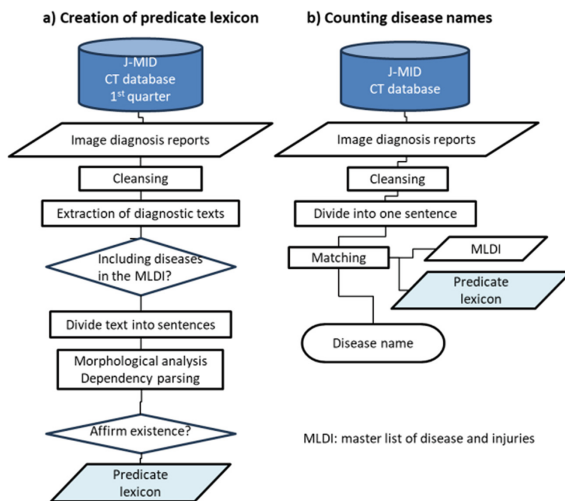 a) Creation of predicate lexicon
J-MID
CT database
1st quarter
Image diagnosis reports
Cleansing
Extraction of diagnostic texts
Including diseases
in the MLDI?
Divide text into sentences
Morphological analysis
Dependency parsing
Affirm existence?
Predicate
lexicon
b) Counting disease names
J-MID
CT database
Image diagnosis reports
Cleansing
Divide into one sentence
Matching
MLDI
Predicate
lexicon
Disease name
MLDI: master list of disease and injuries